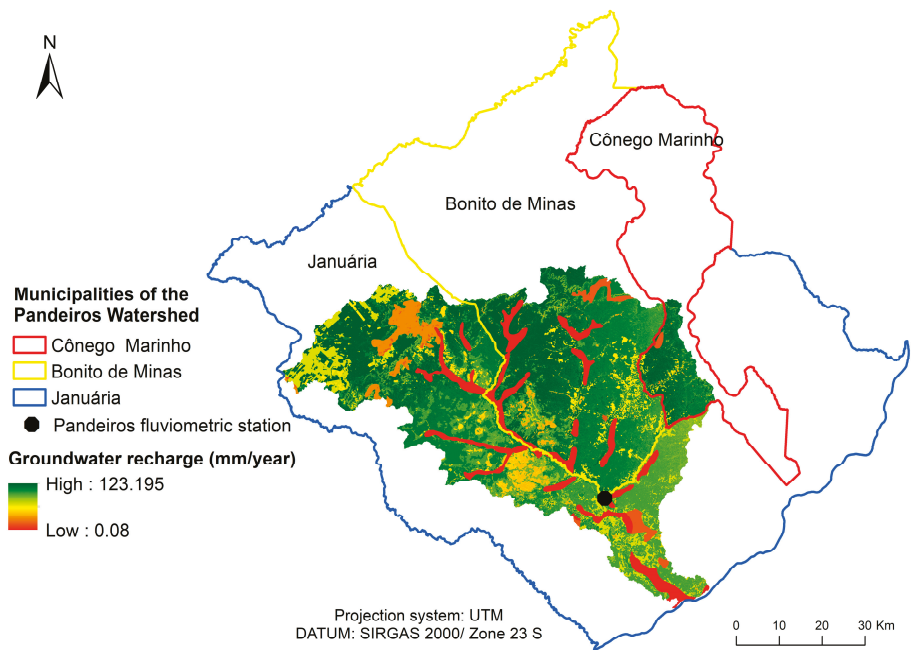 N
Cônego Marinho
Bonito de Minas
Januária
Municipalities of the
Pandeiros Watershed
Cônego Marinho
Bonito de Minas
Januária
Pandeiros fluviometric station
Groundwater recharge (mm/year)
High : 123.195
Low : 0.08
Projection system: UTM
DATUM: SIRGAS 2000/ Zone 23 S
0 10 20 30 Km